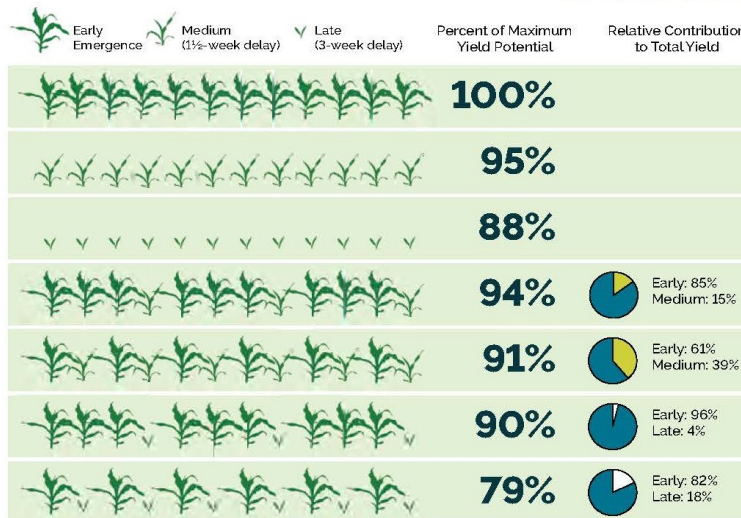 Early
Emergence
Medium
(1½-week delay)
Late
(3-week delay)
Percent of Maximum
Yield Potential
Relative Contribution
to Total Yield
100%
95%
88%
94%
Early: 85%
Medium: 15%
91%
Early: 61%
Medium: 39%
90%
Early: 96%
Late: 4%
79%
Early: 82%
Late: 18%